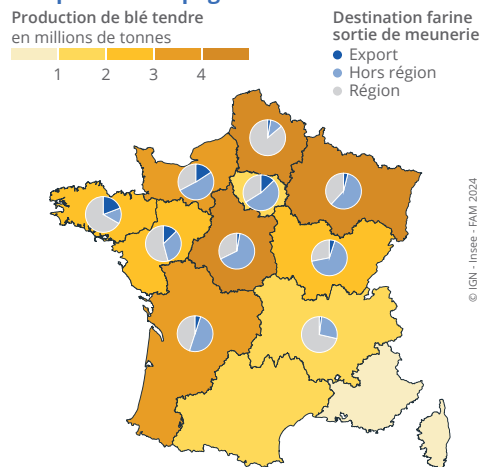 Production de blé tendre
en millions de tonnes
1 2 3 4
Destination farine
sortie de meunerie
Export
Hors région
Région
© IGN - Insee - FAM 2024